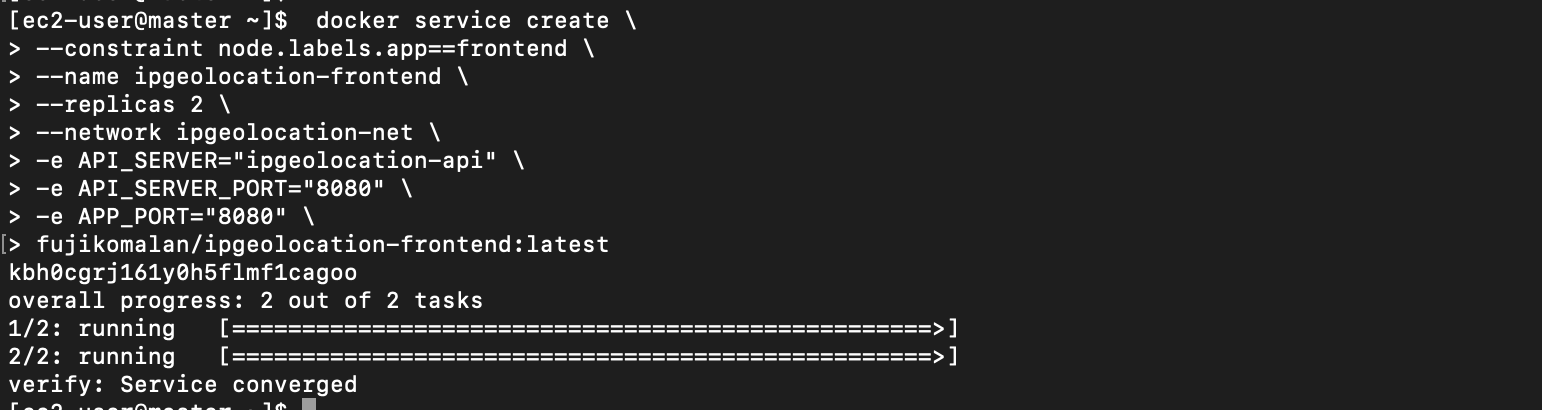 [ec2-user@master ~]$  docker service create \
> --constraint node.labels.app==frontend \
> --name ipgeolocation-frontend \
> --replicas 2 \
> --network ipgeolocation-net \
> -e API_SERVER="ipgeolocation-api" \
> -e API_SERVER_PORT="8080" \
> -e APP_PORT="8080" \
[> fujikomalan/ipgeolocation-frontend:latest
kbh0cgrj161y0h5flmf1cagoo
overall progress: 2 out of 2 tasks
1/2: running   [==================================================>]
2/2: running   [==================================================>]
verify: Service converged
[ec2-user@master ~]$